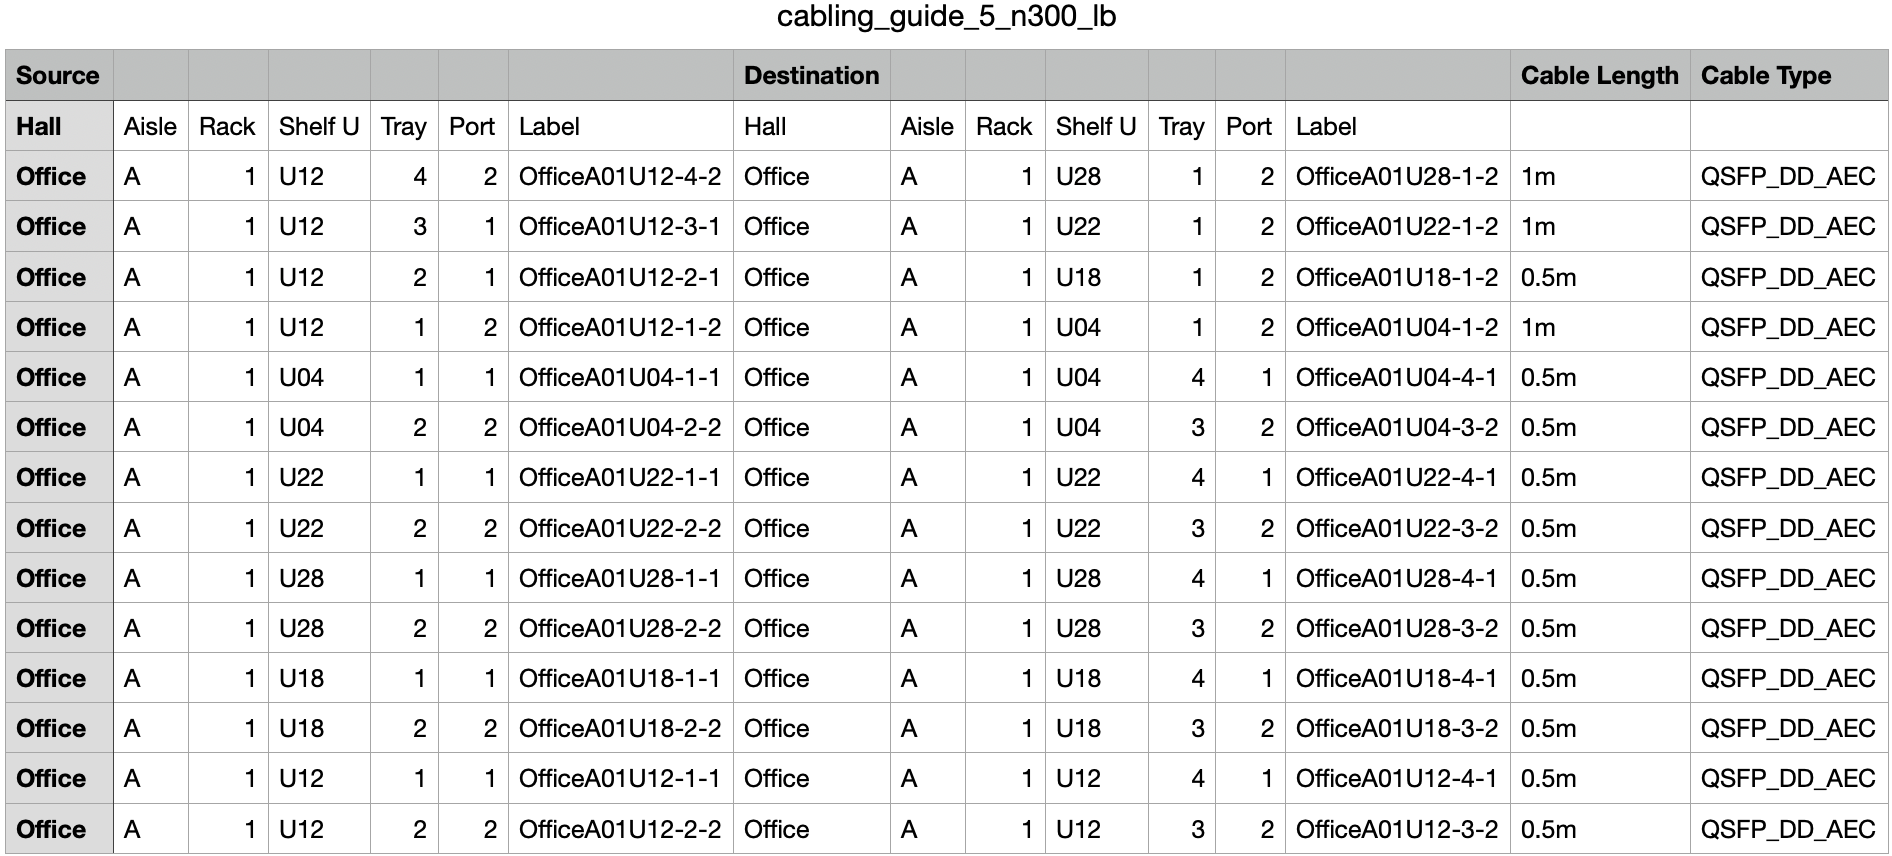 cabling_guide_5_n300_lb
Source Destination Cable Length Cable Type
Hall Aisle Rack Shelf U Tray Port Label Hall Aisle Rack Shelf U Tray Port Label
Office A 1 U12 4 2 OfficeA01U12-4-2 Office A 1 U28 1 2 OfficeA01U28-1-2 1m QSFP_DD_AEC
Office A 1 U12 3 1 OfficeA01U12-3-1 Office A 1 U22 1 2 OfficeA01U22-1-2 1m QSFP_DD_AEC
Office A 1 U12 2 1 OfficeA01U12-2-1 Office A 1 U18 1 2 OfficeA01U18-1-2 0.5m QSFP_DD_AEC
Office A 1 U12 1 2 OfficeA01U12-1-2 Office A 1 U04 1 2 OfficeA01U04-1-2 1m QSFP_DD_AEC
Office A 1 U04 1 1 OfficeA01U04-1-1 Office A 1 U04 4 1 OfficeA01U04-4-1 0.5m QSFP_DD_AEC
Office A 1 U04 2 2 OfficeA01U04-2-2 Office A 1 U04 3 2 OfficeA01U04-3-2 0.5m QSFP_DD_AEC
Office A 1 U22 1 1 OfficeA01U22-1-1 Office A 1 U22 4 1 OfficeA01U22-4-1 0.5m QSFP_DD_AEC
Office A 1 U22 2 2 OfficeA01U22-2-2 Office A 1 U22 3 2 OfficeA01U22-3-2 0.5m QSFP_DD_AEC
Office A 1 U28 1 1 OfficeA01U28-1-1 Office A 1 U28 4 1 OfficeA01U28-4-1 0.5m QSFP_DD_AEC
Office A 1 U28 2 2 OfficeA01U28-2-2 Office A 1 U28 3 2 OfficeA01U28-3-2 0.5m QSFP_DD_AEC
Office A 1 U18 1 1 OfficeA01U18-1-1 Office A 1 U18 4 1 OfficeA01U18-4-1 0.5m QSFP_DD_AEC
Office A 1 U18 2 2 OfficeA01U18-2-2 Office A 1 U18 3 2 OfficeA01U18-3-2 0.5m QSFP_DD_AEC
Office A 1 U12 1 1 OfficeA01U12-1-1 Office A 1 U12 4 1 OfficeA01U12-4-1 0.5m QSFP_DD_AEC
Office A 1 U12 2 2 OfficeA01U12-2-2 Office A 1 U12 3 2 OfficeA01U12-3-2 0.5m QSFP_DD_AEC